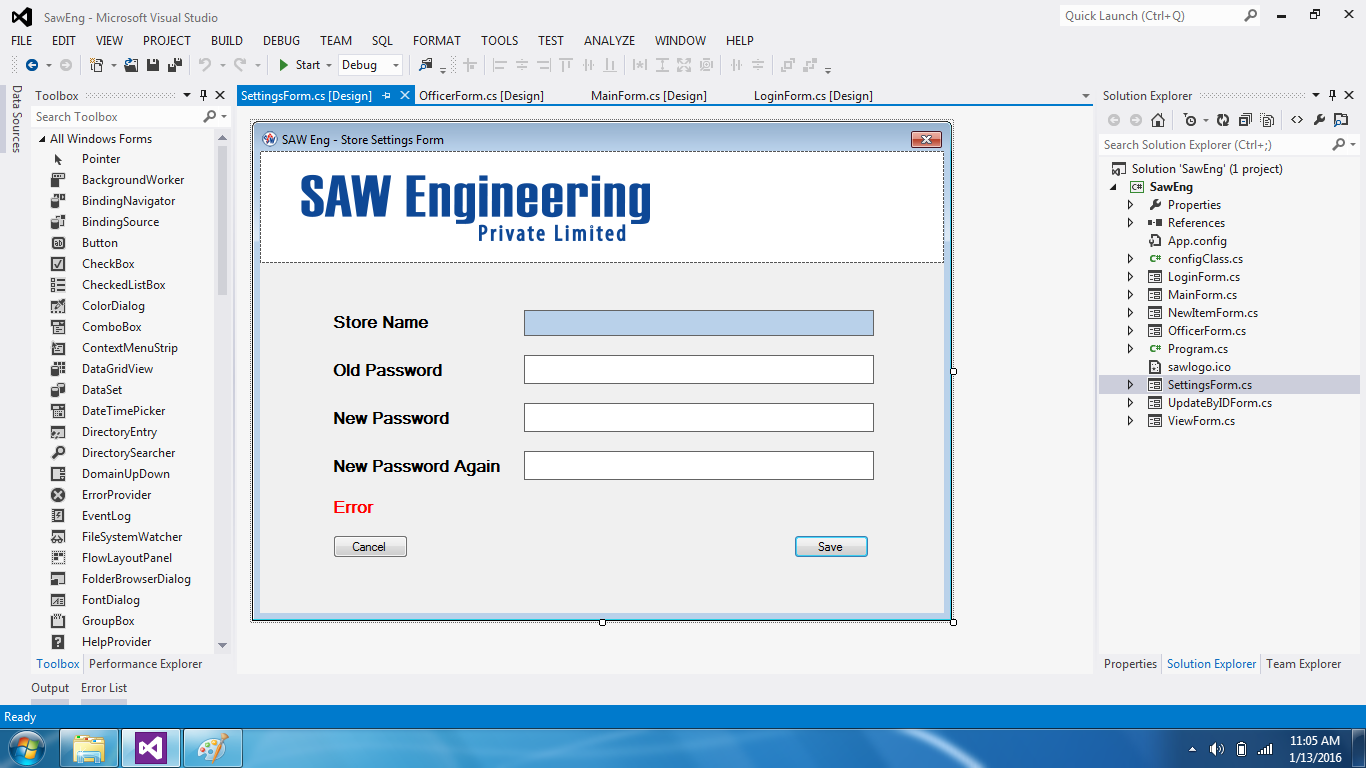 SawEng - Microsoft Visual Studio
Quick Launch (Ctrl+Q)
FILE EDIT VIEW PROJECT BUILD DEBUG TEAM SQL FORMAT TOOLS TEST ANALYZE WINDOW HELP
Start Debug
Data Sources
Toolbox
Search Toolbox
All Windows Forms
Pointer
BackgroundWorker
BindingNavigator
BindingSource
Button
CheckBox
CheckedListBox
ColorDialog
ComboBox
ContextMenuStrip
DataGridView
DataSet
DateTimePicker
DirectoryEntry
DirectorySearcher
DomainUpDown
ErrorProvider
EventLog
FileSystemWatcher
FlowLayoutPanel
FolderBrowserDialog
FontDialog
GroupBox
HelpProvider
Toolbox Performance Explorer
SettingsForm.cs [Design] OfficerForm.cs [Design] MainForm.cs [Design] LoginForm.cs [Design]
SAW Eng - Store Settings Form
SAW Engineering
Private Limited
Store Name
Old Password
New Password
New Password Again
Error
Cancel Save
Solution Explorer
Search Solution Explorer (Ctrl+;)
Solution 'SawEng' (1 project)
C# SawEng
Properties
References
App.config
C# configClass.cs
LoginForm.cs
MainForm.cs
NewItemForm.cs
OfficerForm.cs
C# Program.cs
sawlogo.ico
SettingsForm.cs
UpdateByIDForm.cs
ViewForm.cs
Properties Solution Explorer Team Explorer
Output Error List
Ready
11:05 AM
1/13/2016